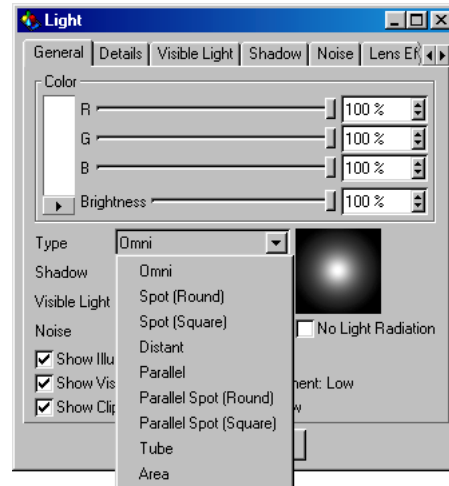 Light
General Details Visible Light Shadow Noise Lens Ef
Color
R 100 %
G 100 %
B 100 %
Brightness 100 %
Type Omni
Shadow
Visible Light
Noise
No Light Radiation
Show Illu
Show Vis
ment: Low
Show Clip
w
Omni
Spot (Round)
Spot (Square)
Distant
Parallel
Parallel Spot (Round)
Parallel Spot (Square)
Tube
Area